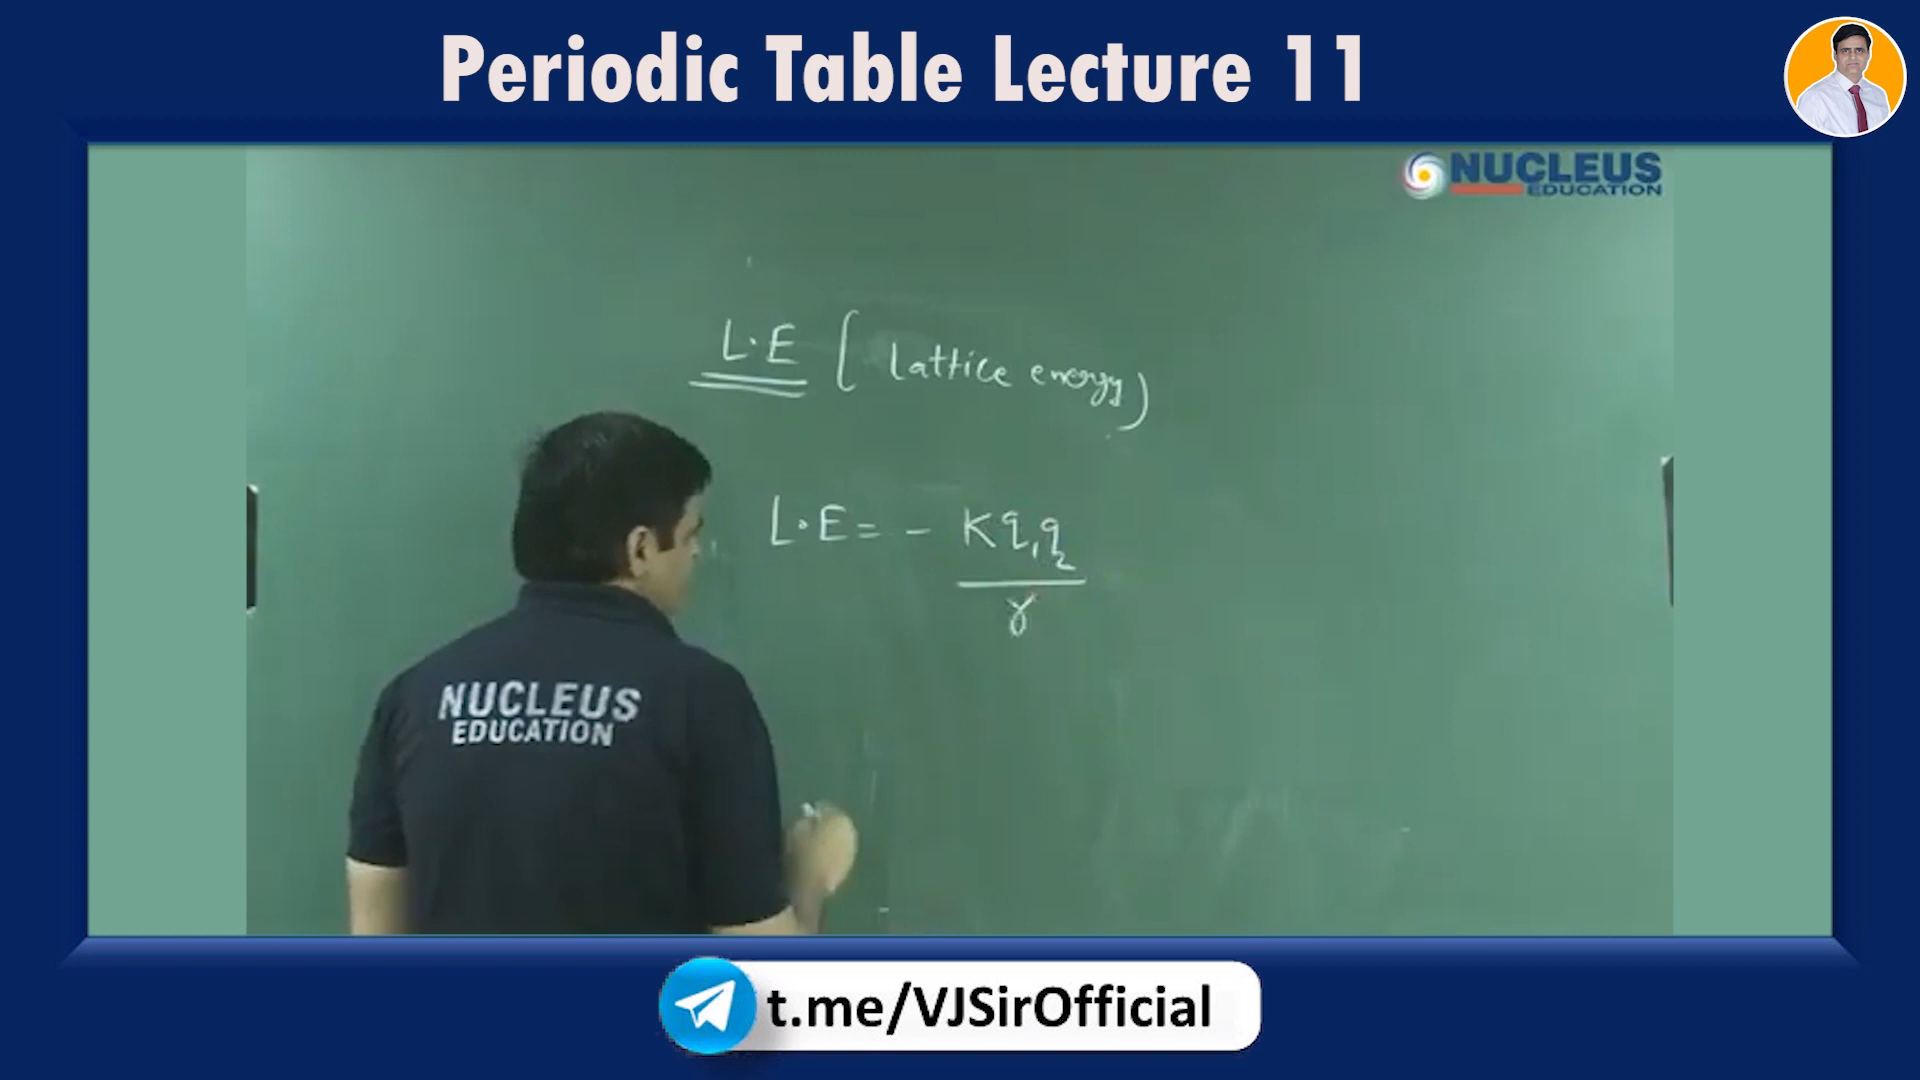 Periodic Table Lecture 11
NUCLEUS
EDUCATION
L.E ( Lattice energy)
L.E = - Kq₁q₂
r
NUCLEUS
EDUCATION
t.me/VJSirOfficial